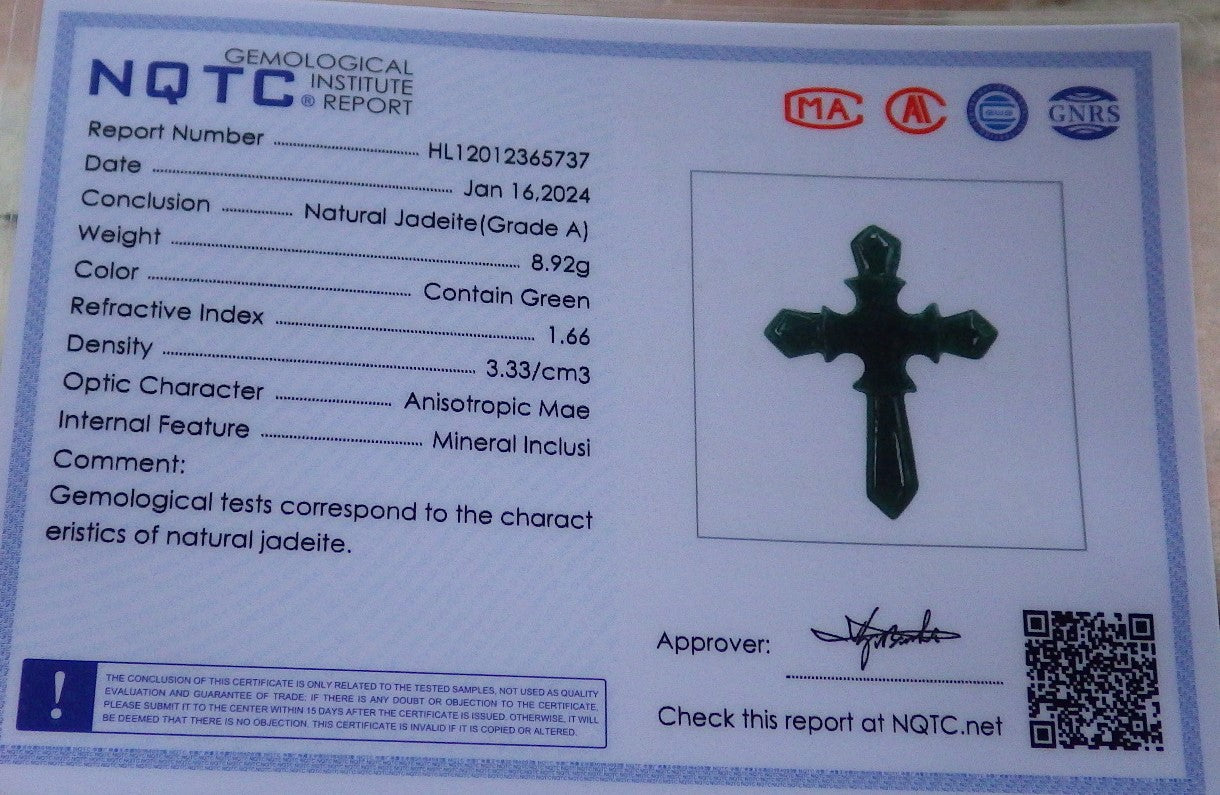 NQTC® GEMOLOGICAL INSTITUTE REPORT
MA
GNRS
Report Number HL12012365737
Date Jan 16,2024
Conclusion Natural Jadeite(Grade A)
Weight 8.92g
Color Contain Green
Refractive Index 1.66
Density 3.33/cm3
Optic Character Anisotropic Mae
Internal Feature Mineral Inclusi
Comment:
Gemological tests correspond to the charact
eristics of natural jadeite.
Approver:
Check this report at NQTC.net
!
THE CONCLUSION OF THIS CERTIFICATE IS ONLY RELATED TO THE TESTED SAMPLES, NOT USED AS QUALITY
EVALUATION AND GUARANTEE OF TRADE; IF THERE IS ANY DOUBT OR OBJECTION TO THE CERTIFICATE,
PLEASE SUBMIT IT TO THE CENTER WITHIN 15 DAYS AFTER THE CERTIFICATE IS ISSUED. OTHERWISE, IT WILL
BE DEEMED THAT THERE IS NO OBJECTION. THIS CERTIFICATE IS INVALID IF IT IS COPIED OR ALTERED.